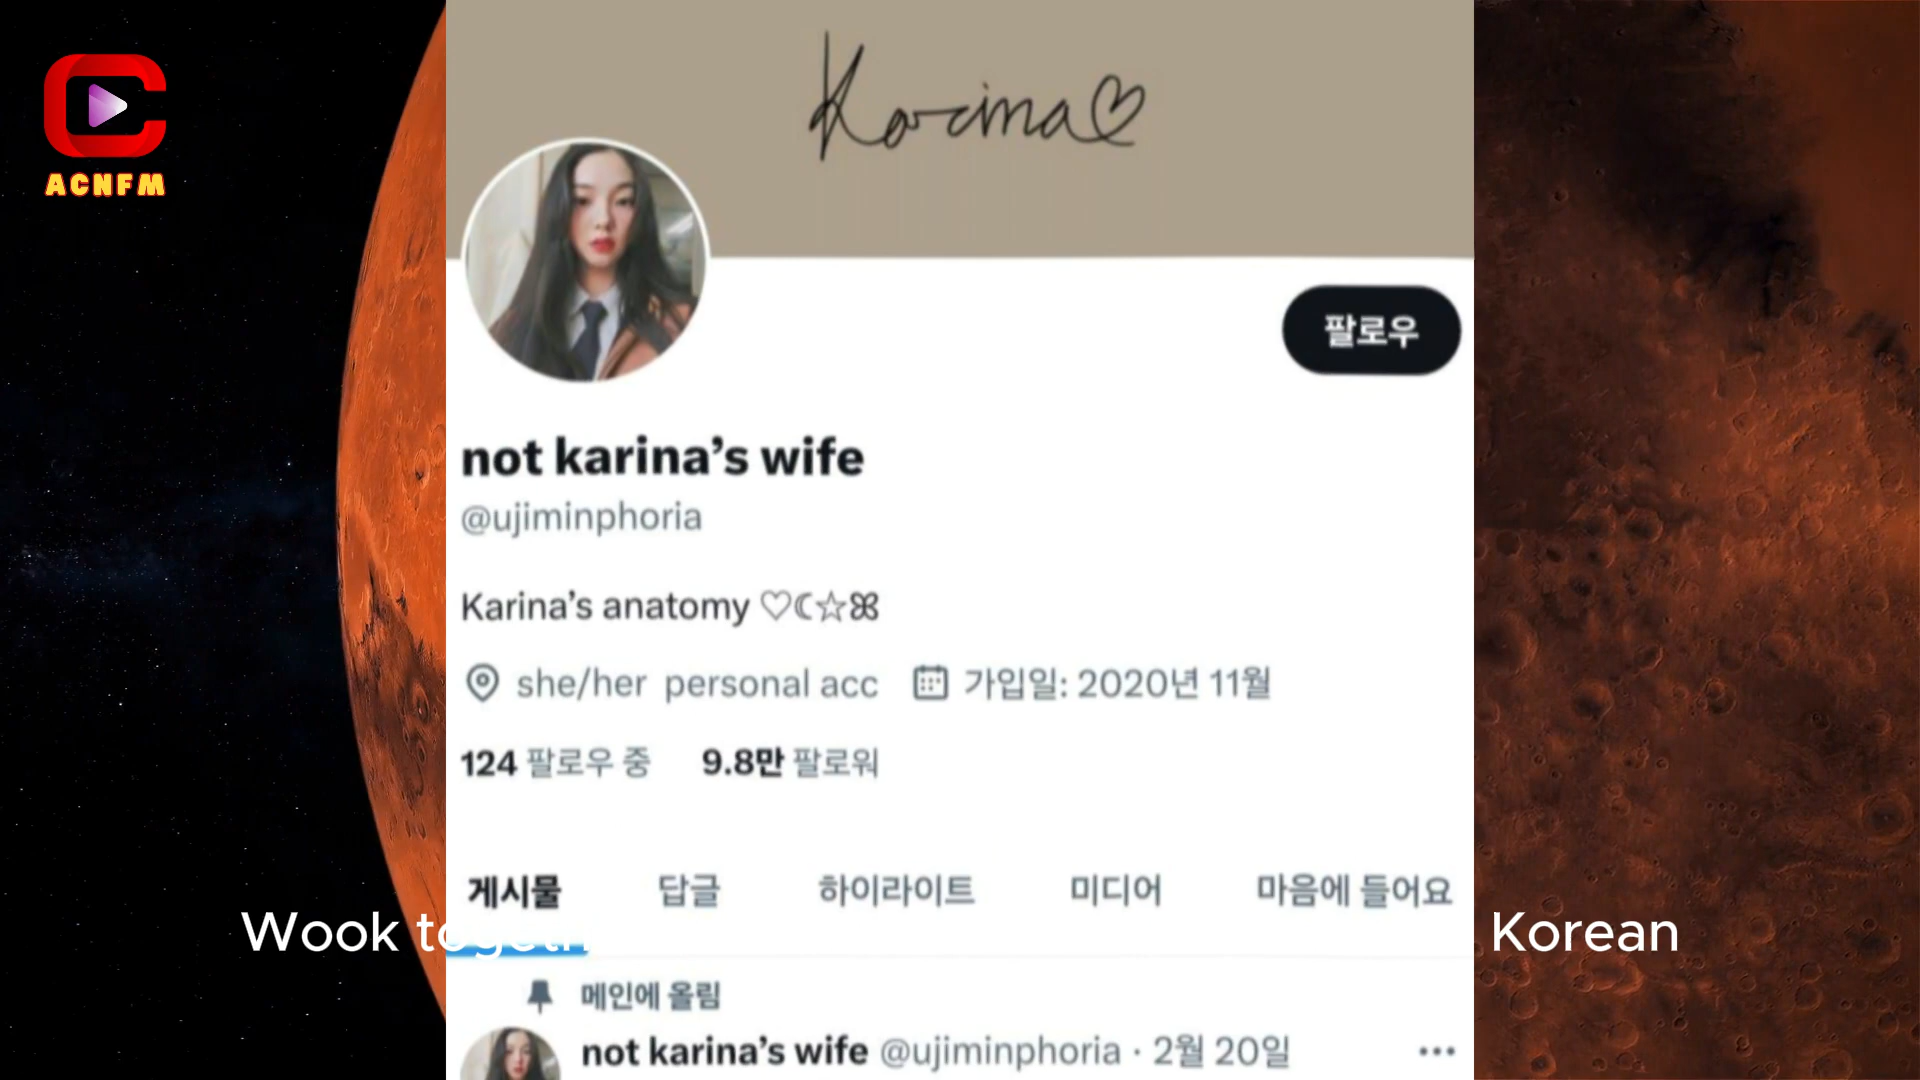 ACNFM
Karina
팔로우
not karina’s wife
@ujiminphoria
Karina’s anatomy ♡☾☆ꕤ
she/her personal acc 가입일: 2020년 11월
124 팔로우 중 9.8만 팔로워
게시물 답글 하이라이트 미디어 마음에 들어요
Wook Korean
메인에 올림
not karina’s wife @ujiminphoria · 2월 20일 •••